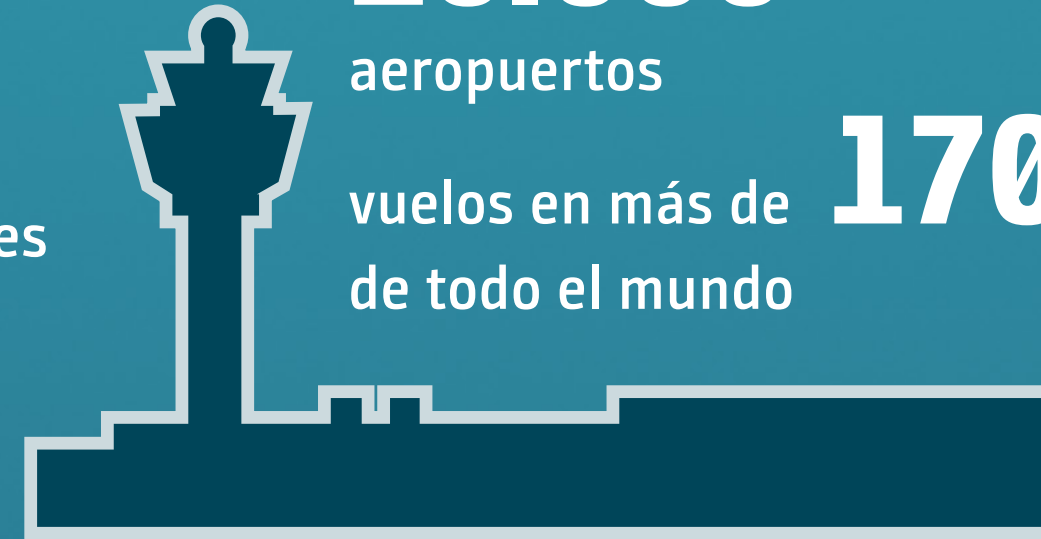 aeropuertos
vuelos en más de 170
de todo el mundo
es